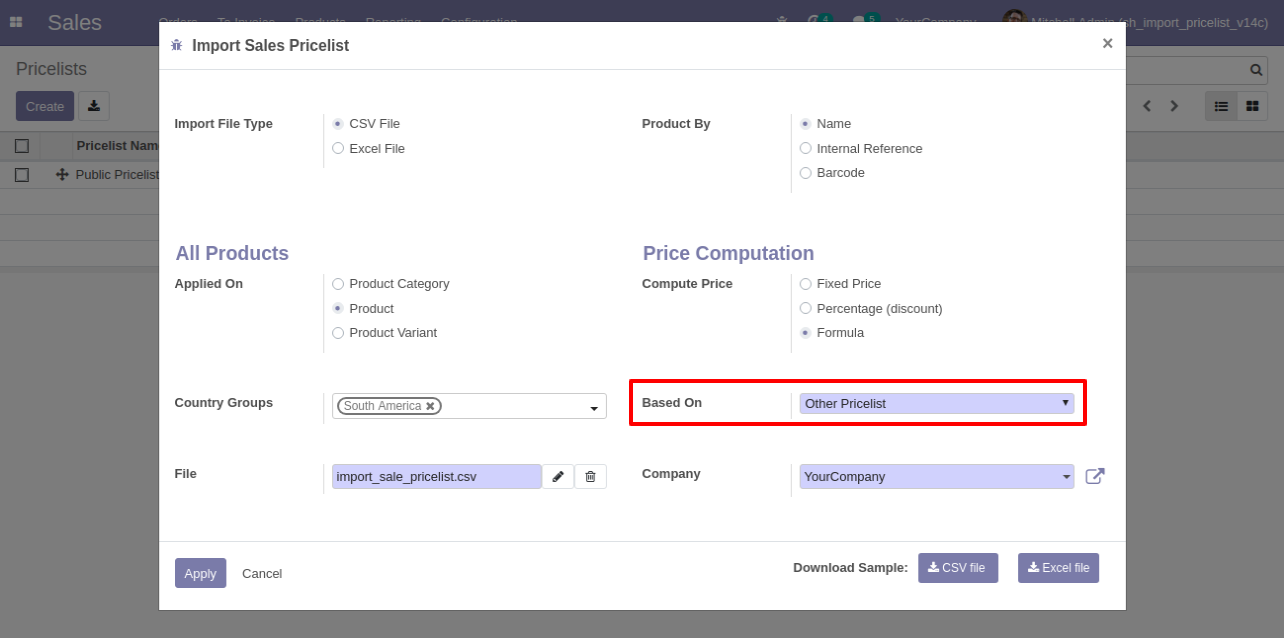 Sales Orders To Invoice Products Reporting Configuration 4 5 YourCompany Mitchell Admin (sh_import_pricelist_v14c)
Import Sales Pricelist ×
Pricelists
Create
Pricelist Nam
Public Pricelist
Import File Type
CSV File
Excel File
Product By
Name
Internal Reference
Barcode
All Products
Applied On
Product Category
Product
Product Variant
Price Computation
Compute Price
Fixed Price
Percentage (discount)
Formula
Country Groups South America
Based On Other Pricelist
File import_sale_pricelist.csv
Company YourCompany
Apply Cancel
Download Sample: CSV file Excel file